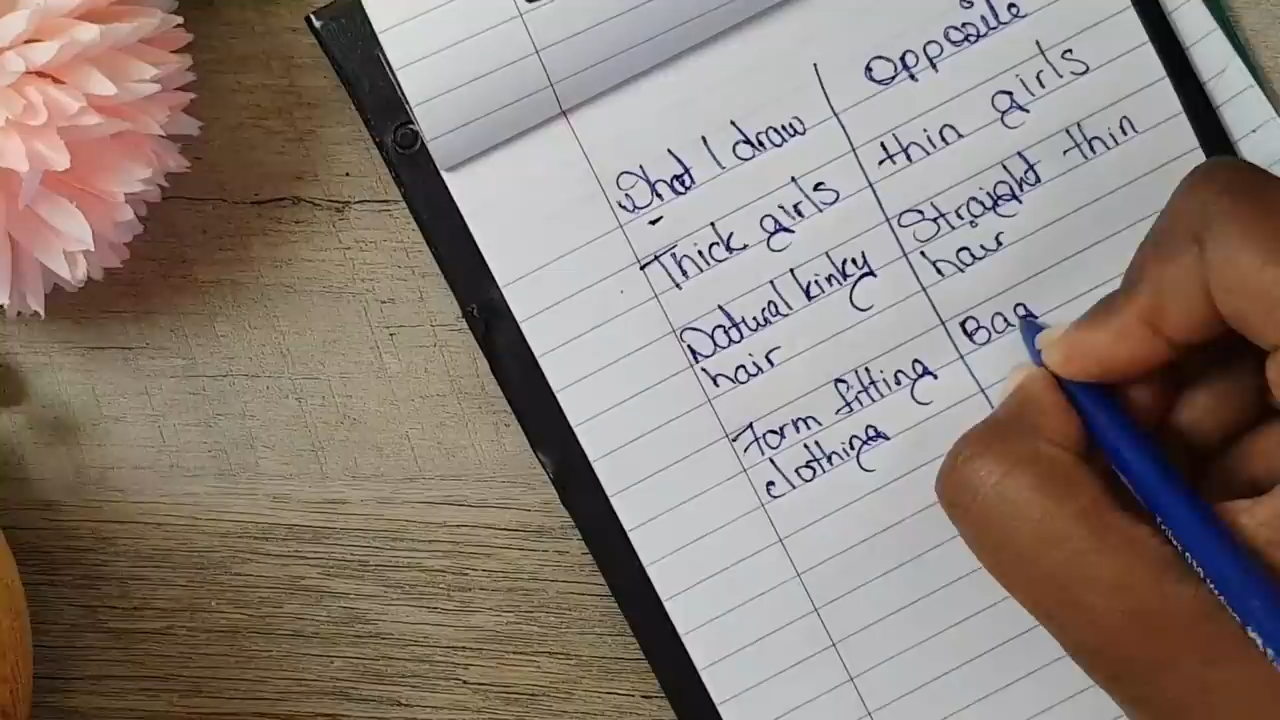 What I draw
Opposite
Thick girls
thin girls
Natural kinky
hair
Straight thin
hair
Form fitting
clothing
Bag